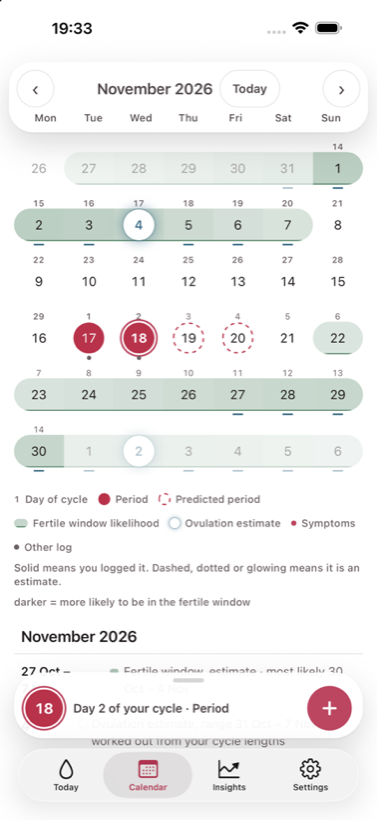 19:33
‹ November 2026 Today ›
Mon Tue Wed Thu Fri Sat Sun
14
26 27 28 29 30 31 1
15 16 17 18 19 20 21
2 3 4 5 6 7 8
22 23 24 25 26 27 28
9 10 11 12 13 14 15
29 1 2 3 4 5 6
16 17 18 19 20 21 22
7 8 9 10 11 12 13
23 24 25 26 27 28 29
14
30 1 2 3 4 5 6
1 Day of cycle Period Predicted period
Fertile window likelihood Ovulation estimate Symptoms
Other log
Solid means you logged it. Dashed, dotted or glowing means it is an
estimate.
darker = more likely to be in the fertile window
November 2026
27 Oct – Fertile window, estimate · most likely 30
18 Day 2 of your cycle · Period +
worked out from your cycle lengths
Today Calendar Insights Settings